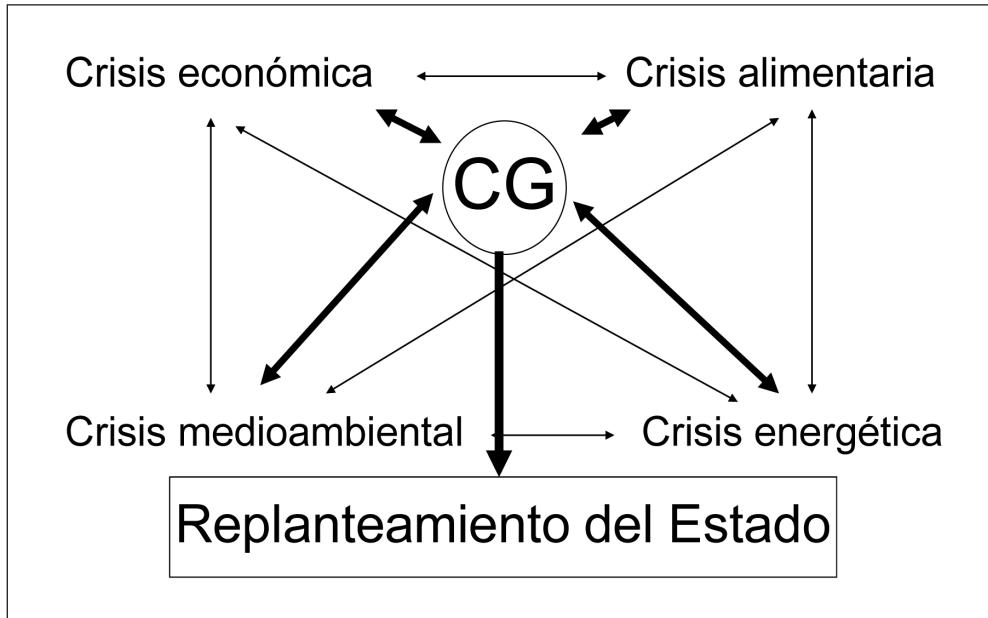 Crisis económica
Crisis alimentaria
CG
Crisis medioambiental
Crisis energética
Replanteamiento del Estado